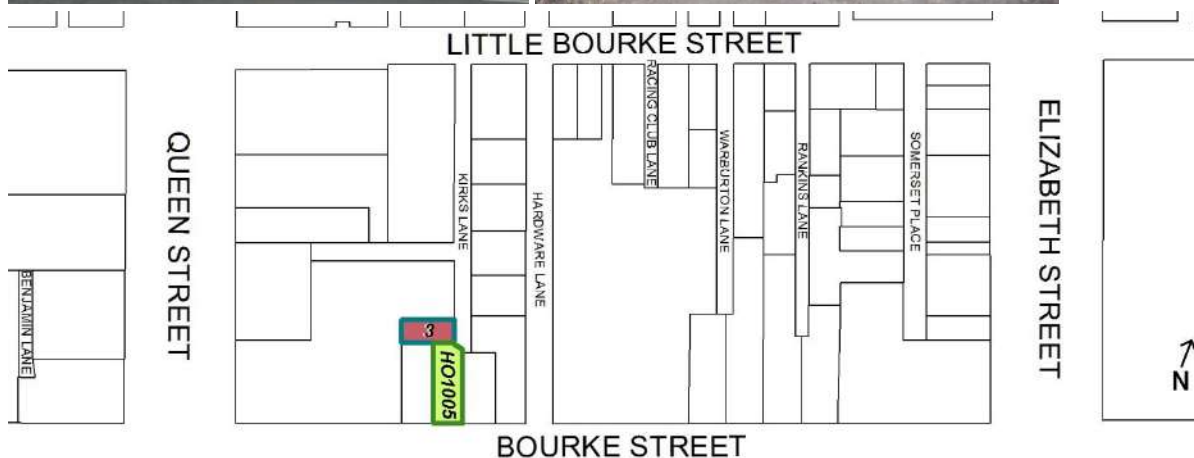 LITTLE BOURKE STREET
QUEEN STREET
BENJAMIN LANE
KIRKS LANE
HARDWARE LANE
RACING CLUB LANE
WARBURTON LANE
RANKINS LANE
SOMERSET PLACE
ELIZABETH STREET
3
HO1005
N
BOURKE STREET